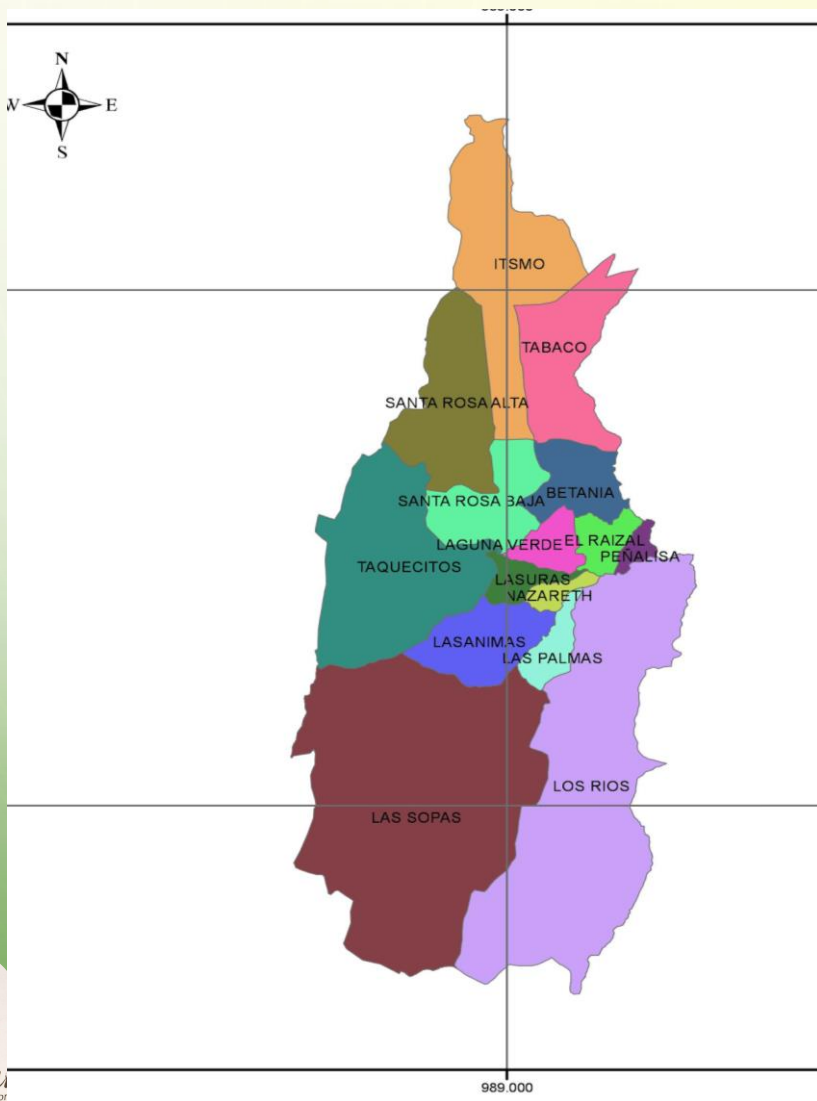 N
W E
S
ITSMO
TABACO
SANTA ROSA ALTA
BETANIA
SANTA ROSA BAJA
EL RAIZAL
LAGUNA VERDE
PEÑALISA
TAQUECITOS
LASURAS
NAZARETH
LASANIMAS
LAS PALMAS
LOS RIOS
LAS SOPAS
989.000